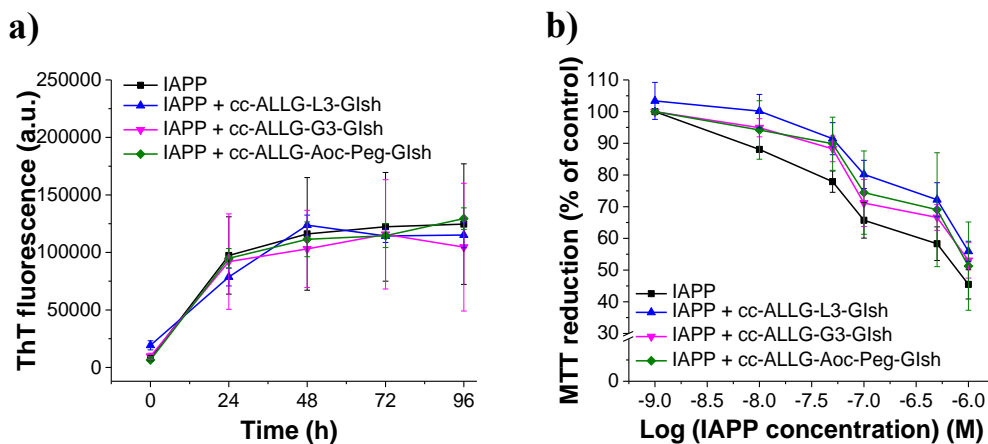 a)
ThT fluorescence (a.u.)
250000
200000
150000
100000
50000
0
IAPP
IAPP + cc-ALLG-L3-GIsh
IAPP + cc-ALLG-G3-GIsh
IAPP + cc-ALLG-Aoc-Peg-GIsh
0 24 48 72 96
Time (h)
b)
MTT reduction (% of control)
110
100
90
80
70
60
50
40
30
0
IAPP
IAPP + cc-ALLG-L3-GIsh
IAPP + cc-ALLG-G3-GIsh
IAPP + cc-ALLG-Aoc-Peg-GIsh
-9.0 -8.5 -8.0 -7.5 -7.0 -6.5 -6.0
Log (IAPP concentration) (M)